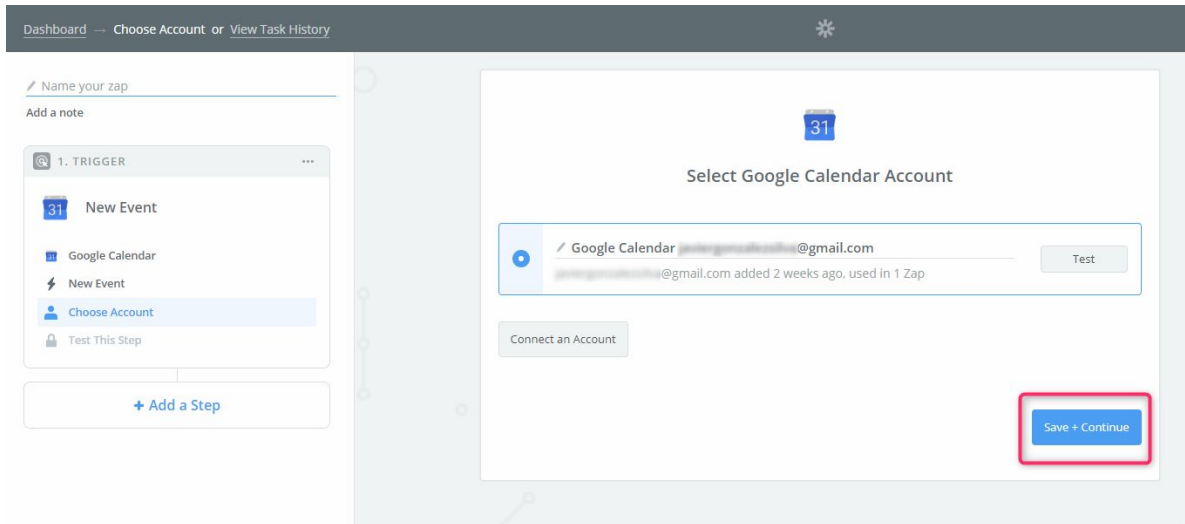 Dashboard → Choose Account or View Task History
Name your zap
Add a note
1. TRIGGER
31 New Event
Google Calendar
New Event
Choose Account
Test This Step
+ Add a Step
31
Select Google Calendar Account
Google Calendar @gmail.com
@gmail.com added 2 weeks ago, used in 1 Zap
Test
Connect an Account
Save + Continue